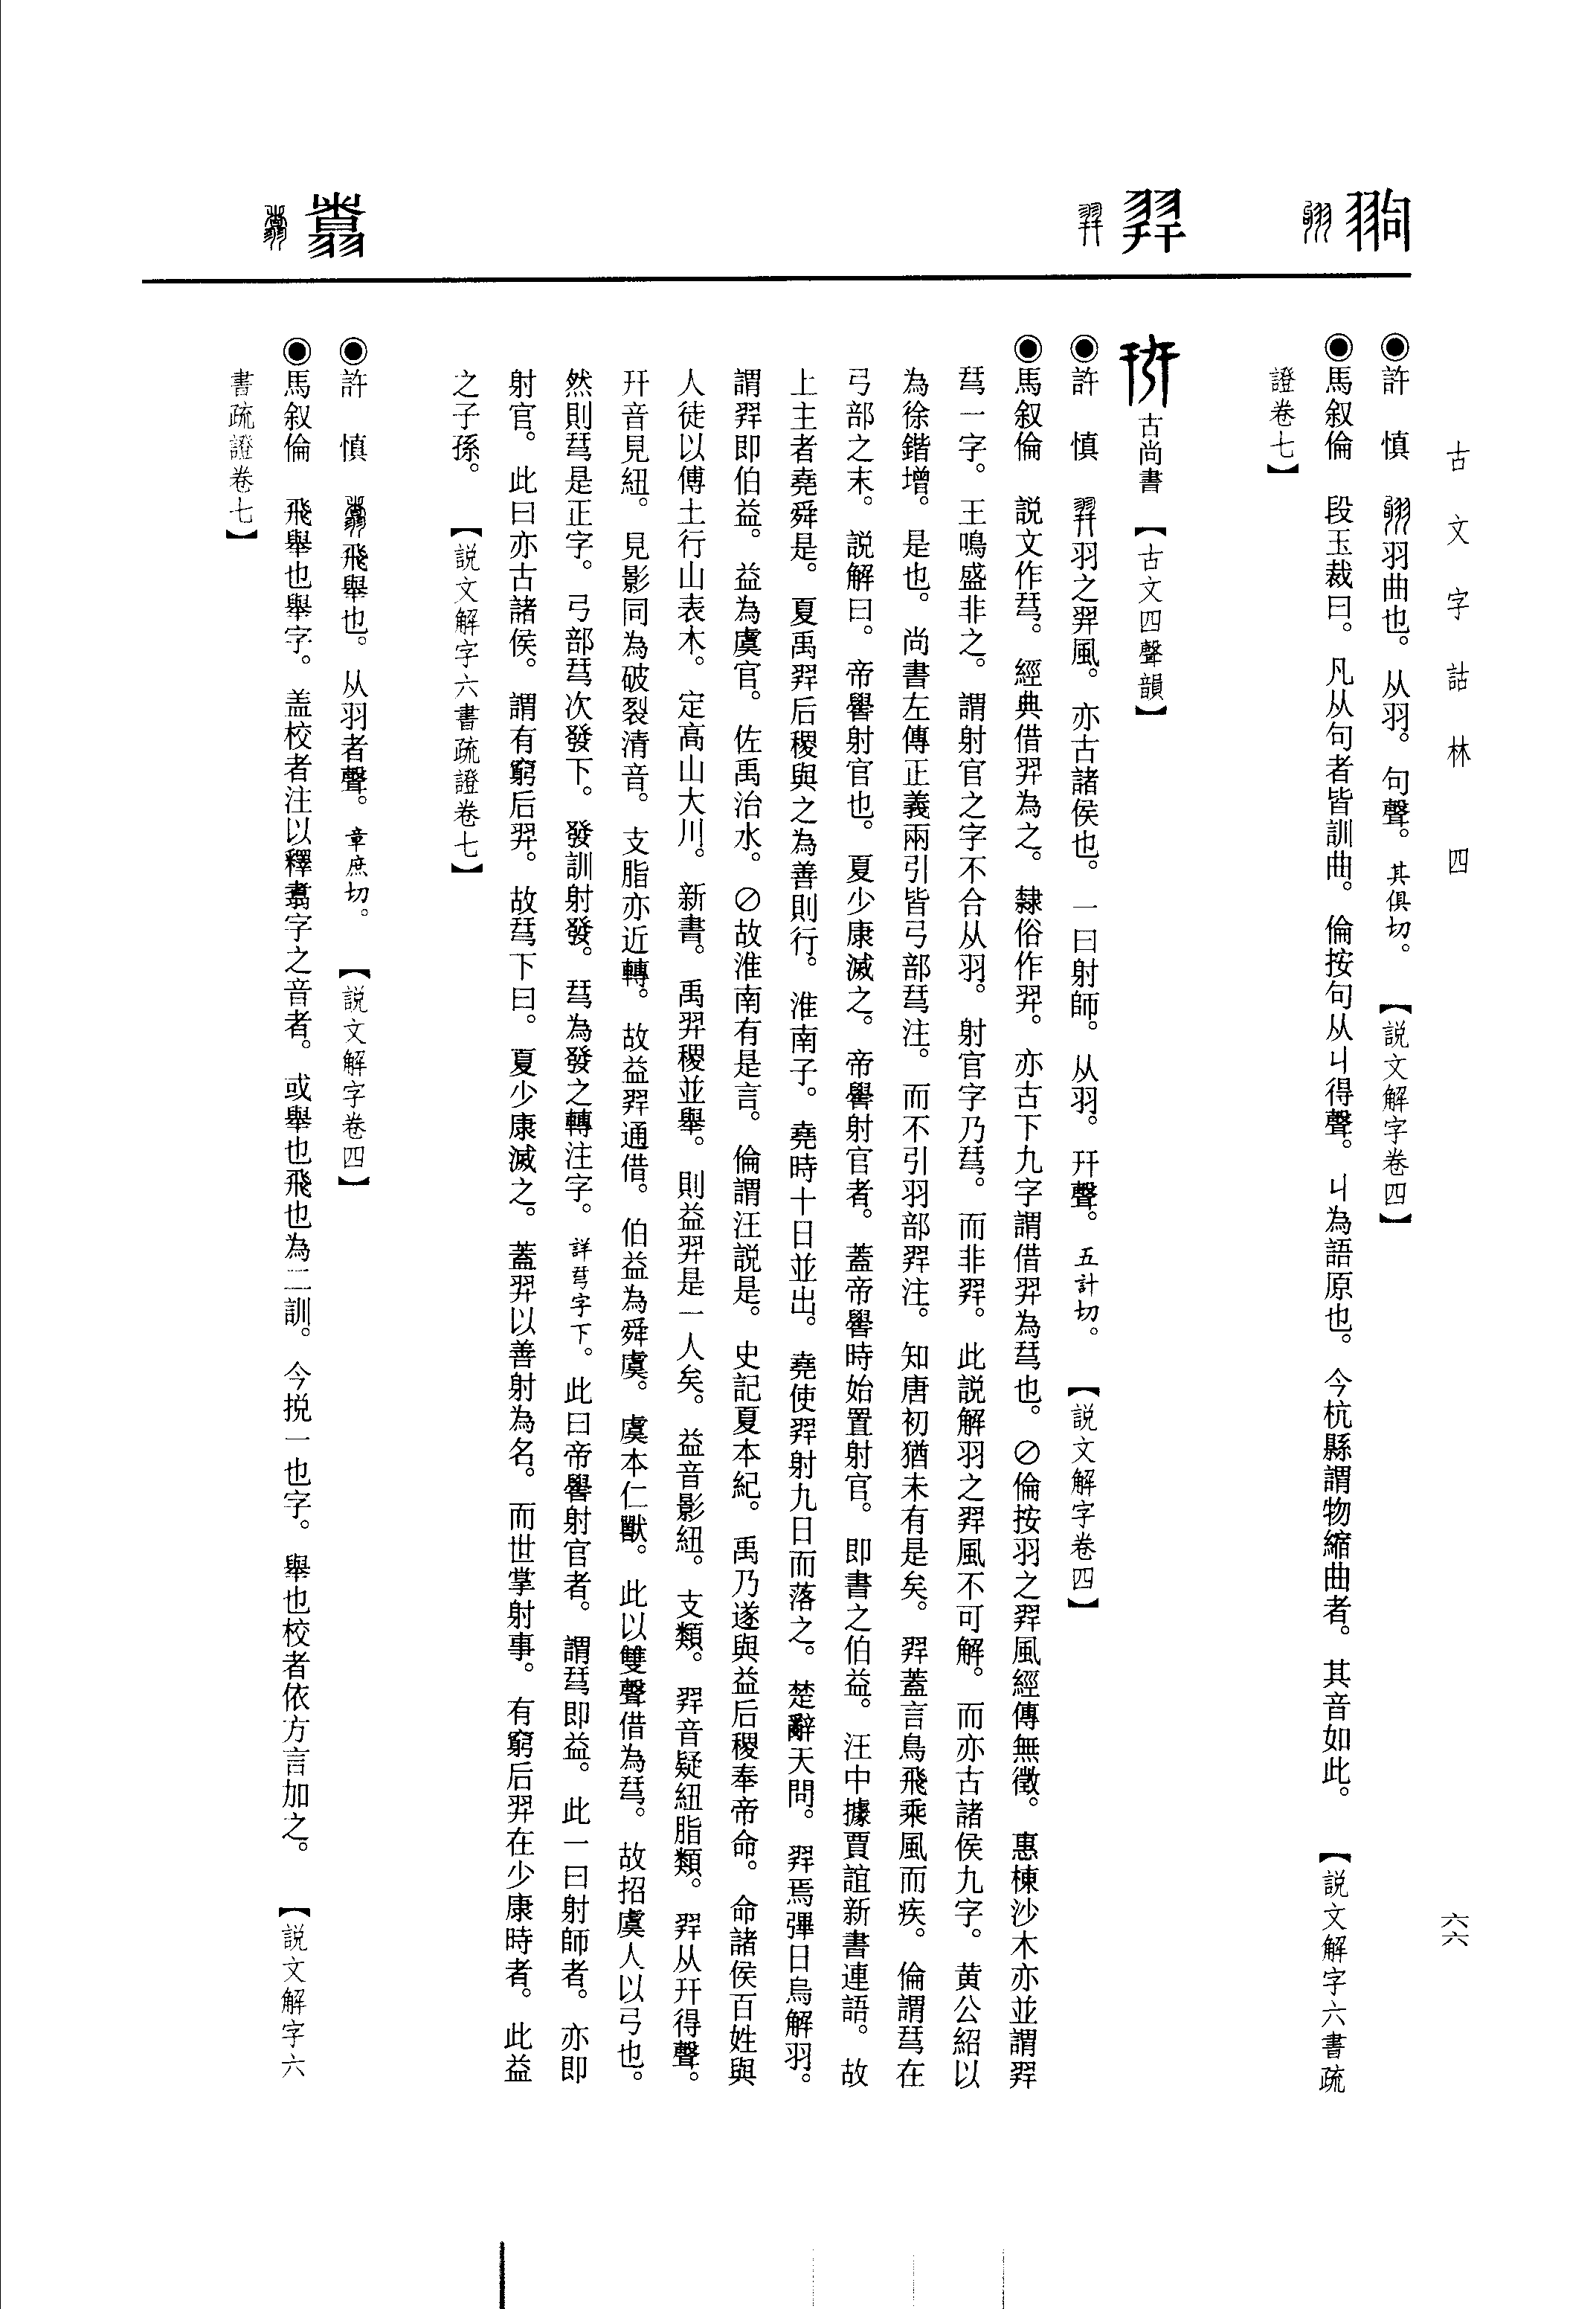 古文字詁林 四
六六
翑
羿
翥
◉許 慎 翑羽曲也。从羽。句聲。其俱切。【説文解字卷四】
◉馬叙倫 段玉裁曰。凡从句者皆訓曲。倫按句从丩得聲。丩為語原也。今杭縣謂物縮曲者。其音如此。【説文解字六書疏
證卷七】
古尚書【古文四聲韻】
◉許 慎 羿羽之羿風。亦古諸侯也。一曰射師。从羽。幵聲。五計切。【説文解字卷四】
◉馬叙倫 説文作𢏗。經典借羿為之。隸俗作羿。亦古下九字謂借羿為𢏗也。⊘倫按羽之羿風經傳無徵。惠棟沙木亦並謂羿
𢏗一字。王鳴盛非之。謂射官之字不合从羽。射官字乃𢏗。而非羿。此説解羽之羿風不可解。而亦古諸侯九字。黄公紹以
為徐鍇增。是也。尚書左傳正義兩引皆弓部𢏗注。而不引羽部羿注。知唐初猶未有是矣。羿蓋言鳥飛乘風而疾。倫謂𢏗在
弓部之末。説解曰。帝嚳射官也。夏少康滅之。帝嚳射官者。蓋帝嚳時始置射官。即書之伯益。汪中據賈誼新書連語。故
上主者堯舜是。夏禹羿后稷與之為善則行。淮南子。堯時十日並出。堯使羿射九日而落之。楚辭天問。羿焉彈日烏解羽。
謂羿即伯益。益為虞官。佐禹治水。⊘故淮南有是言。倫謂汪説是。史記夏本紀。禹乃遂與益后稷奉帝命。命諸侯百姓與
人徒以傅土行山表木。定高山大川。新書。禹羿稷並舉。則益羿是一人矣。益音影紐。支類。羿音疑紐脂類。羿从幵得聲。
幵音見紐。見影同為破裂清音。支脂亦近轉。故益羿通借。伯益為舜虞。虞本仁獸。此以雙聲借為𢏗。故招虞人以弓也。
然則𢏗是正字。弓部𢏗次發下。發訓射發。𢏗為發之轉注字。詳𢏗字下。此曰帝嚳射官者。謂𢏗即益。此一曰射師者。亦即
射官。此曰亦古諸侯。謂有窮后羿。故𢏗下曰。夏少康滅之。蓋羿以善射為名。而世掌射事。有窮后羿在少康時者。此益
之子孫。【説文解字六書疏證卷七】
◉許 慎 翥飛舉也。从羽者聲。章庶切。【説文解字卷四】
◉馬叙倫 飛舉也舉字。盖校者注以釋翥字之音者。或舉也飛也為二訓。今挩一也字。舉也校者依方言加之。【説文解字六
書疏證卷七】